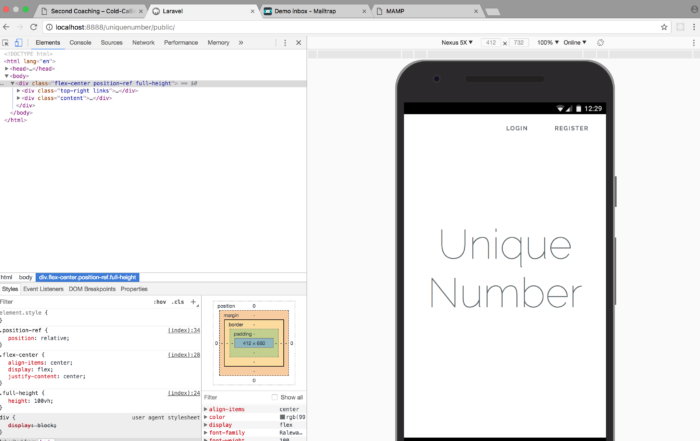 Second Coaching – Cold-Calli
Laravel
Demo Inbox – Mailtrap
MAMP
localhost:8888/uniquenumber/public/
Elements Console Sources Network Performance Memory »
Nexus 5X ▼ 412 × 732 100% ▼ Online ▼
<!DOCTYPE html>
<html lang="en">
▶<head>…</head>
▼<body>
… ▼<div class="flex-center position-ref full-height"> == $0
▶<div class="top-right links">…</div>
▶<div class="content">…</div>
</div>
</body>
</html>
12:29
LOGIN REGISTER
Unique
Number
html body div.flex-center.position-ref.full-height
Styles Event Listeners DOM Breakpoints Properties
Filter :hov .cls +
element.style {
}
.position-ref { (index):34
position: relative;
}
.flex-center { (index):28
align-items: center;
display: flex;
justify-content: center;
}
.full-height { (index):24
height: 100vh;
}
div { user agent stylesheet
display: block;
}
position 0
margin -
border -
padding -
0 - - - 412 × 660 - - - 0
-
-
-
0
Filter Show all
▶ align-items center
▶ color rgb(99
▶ display flex
▶ font-family Ralewa…
▶ font-weight 100